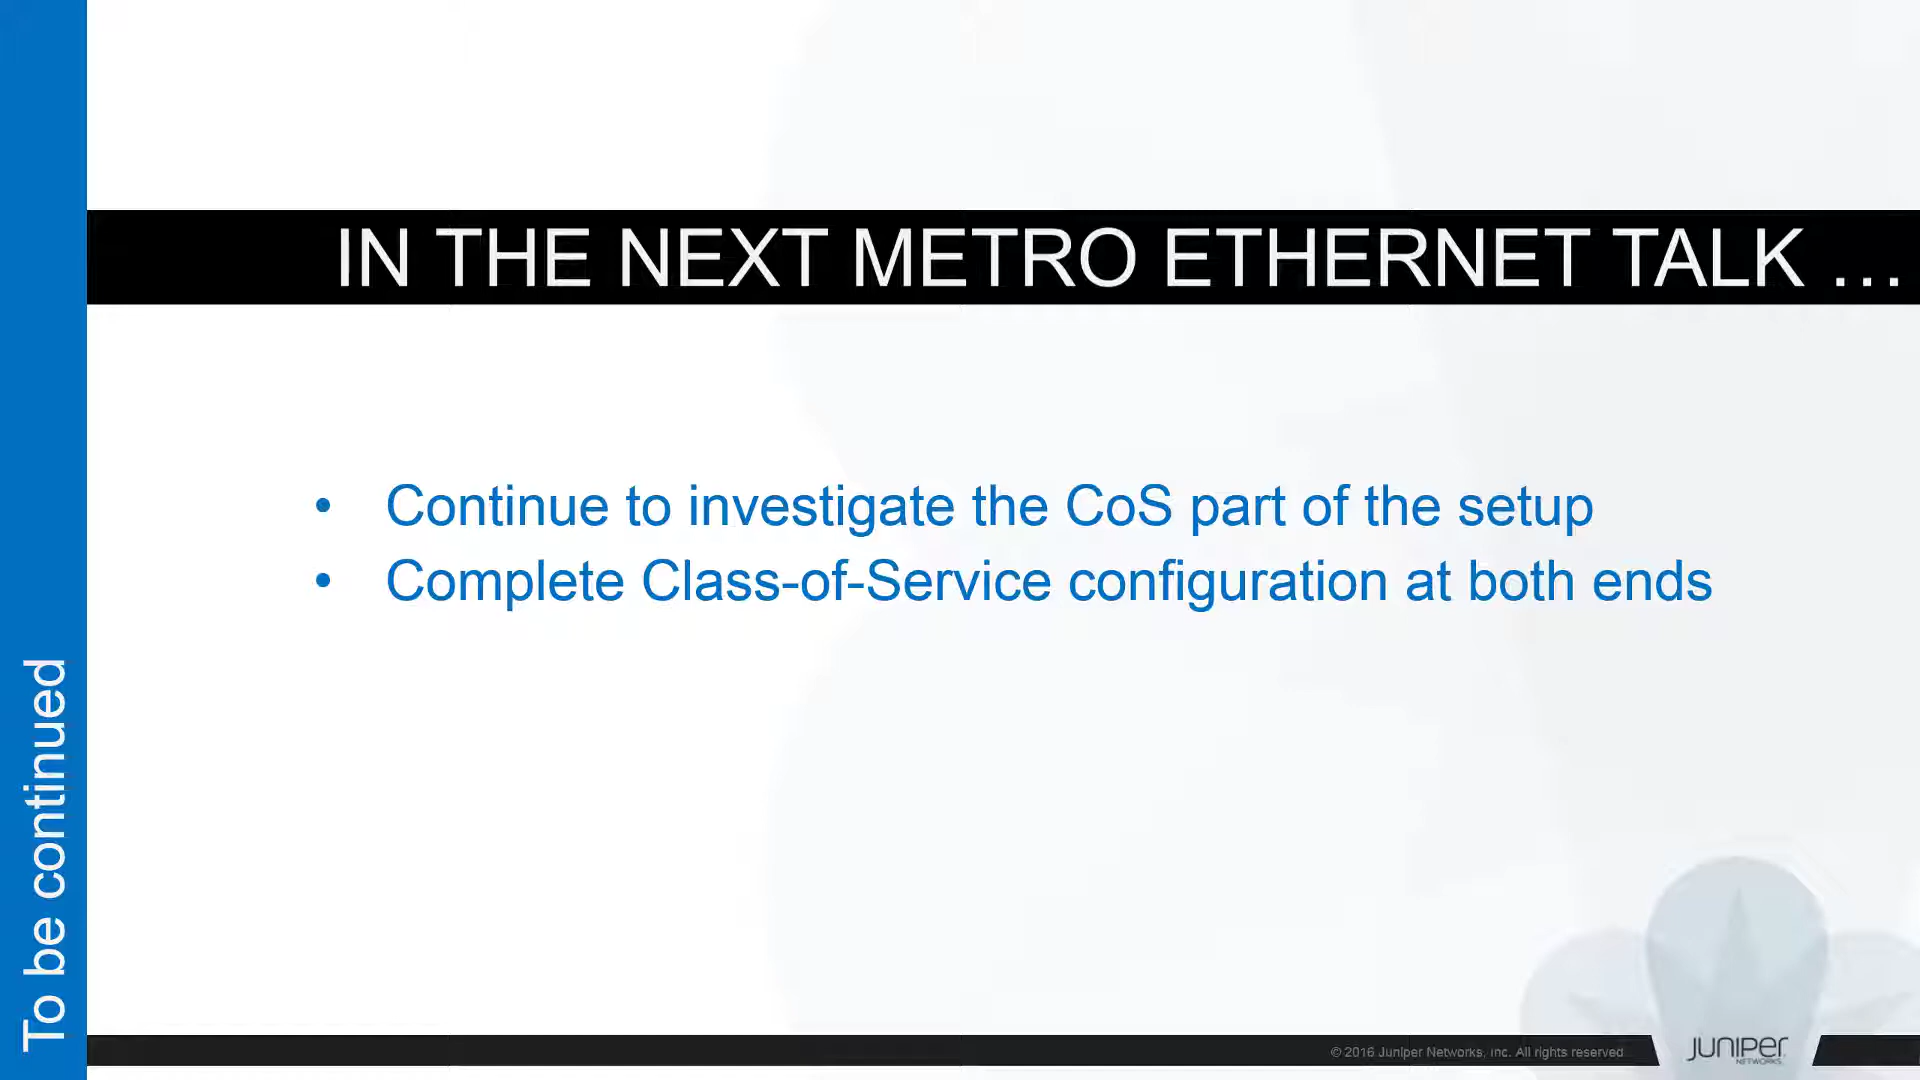 IN THE NEXT METRO ETHERNET TALK …
• Continue to investigate the CoS part of the setup
• Complete Class-of-Service configuration at both ends
To be continued
© 2016 Juniper Networks, Inc. All rights reserved
JUNIPER
NETWORKS